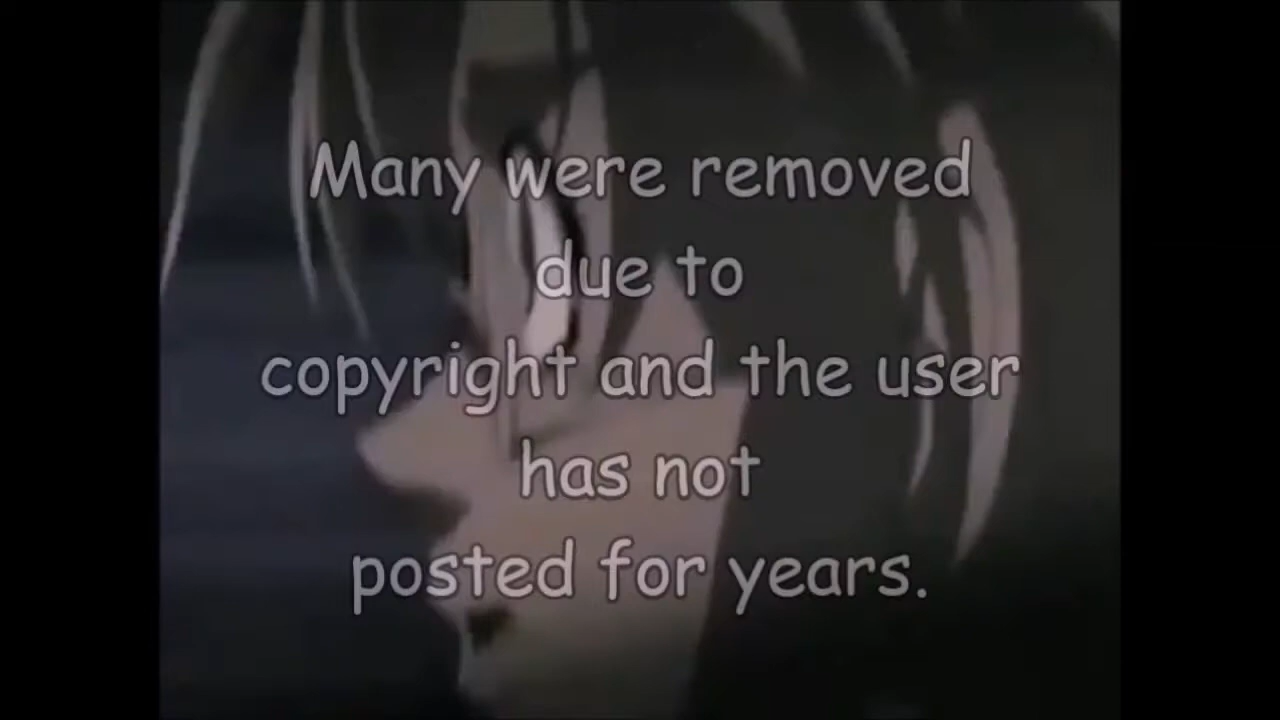 Many were removed
due to
copyright and the user
has not
posted for years.